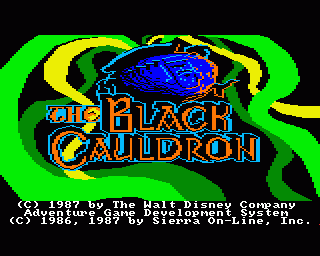 THE BLACK
CAULDRON
(C) 1987 by The Walt Disney Company
Adventure Game Development System
(C) 1986, 1987 by Sierra On-Line, Inc.